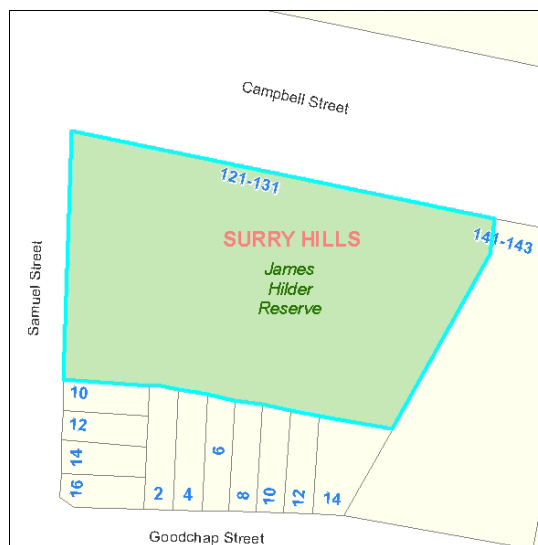 Campbell Street
121-131
141-143
SURRY HILLS
James
Hilder
Reserve
Samuel Street
10
12
14
16
2
4
6
8
10
12
14
Goodchap Street